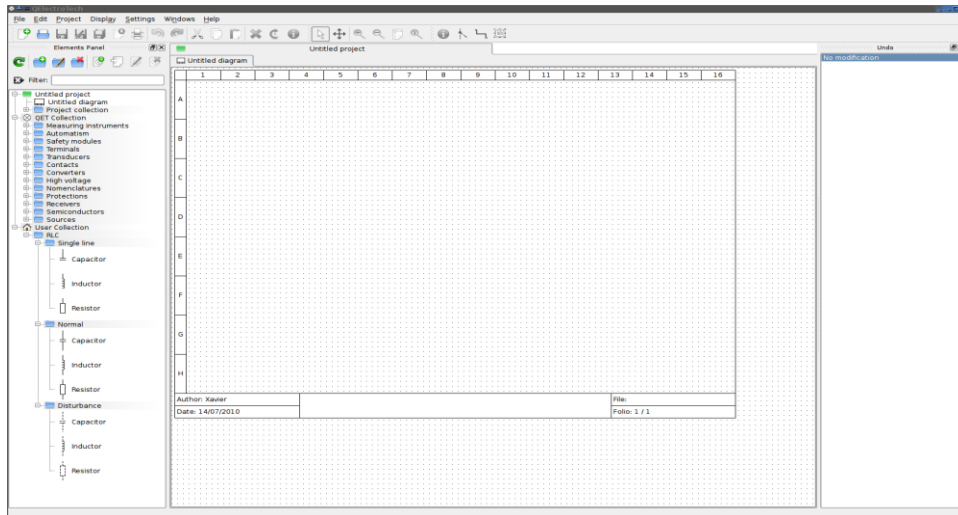 QElectroTech
File Edit Project Display Settings Windows Help
Elements Panel
Filter:
Untitled project
Untitled diagram
Project collection
QET Collection
Measuring instruments
Automatism
Safety modules
Terminals
Transducers
Contacts
Converters
High voltage
Nomenclatures
Protections
Receivers
Semiconductors
Sources
User Collection
RLC
Single line
Capacitor
Inductor
Resistor
Normal
Capacitor
Inductor
Resistor
Disturbance
Capacitor
Inductor
Resistor
Untitled project
Untitled diagram
1 2 3 4 5 6 7 8 9 10 11 12 13 14 15 16
A
B
C
D
E
F
G
H
Author: Xavier
File:
Date: 14/07/2010
Folio: 1 / 1
Undo
No modification